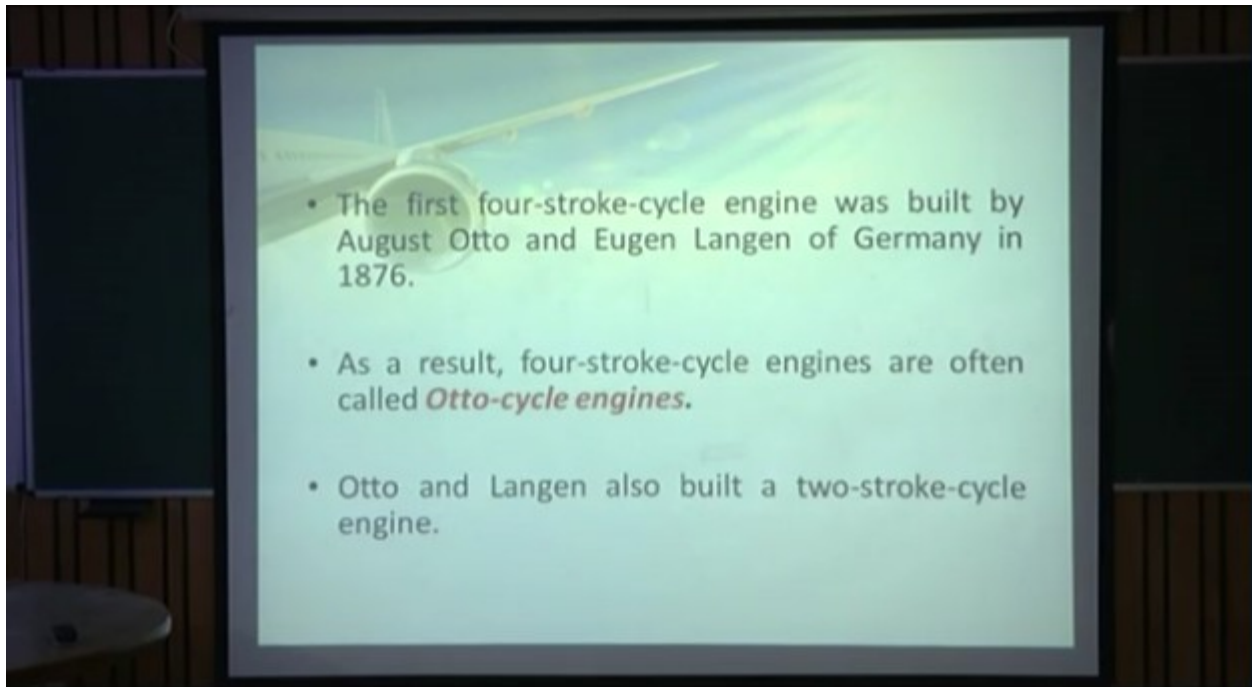 • The first four-stroke-cycle engine was built by
August Otto and Eugen Langen of Germany in
1876.
• As a result, four-stroke-cycle engines are often
called Otto-cycle engines.
• Otto and Langen also built a two-stroke-cycle
engine.